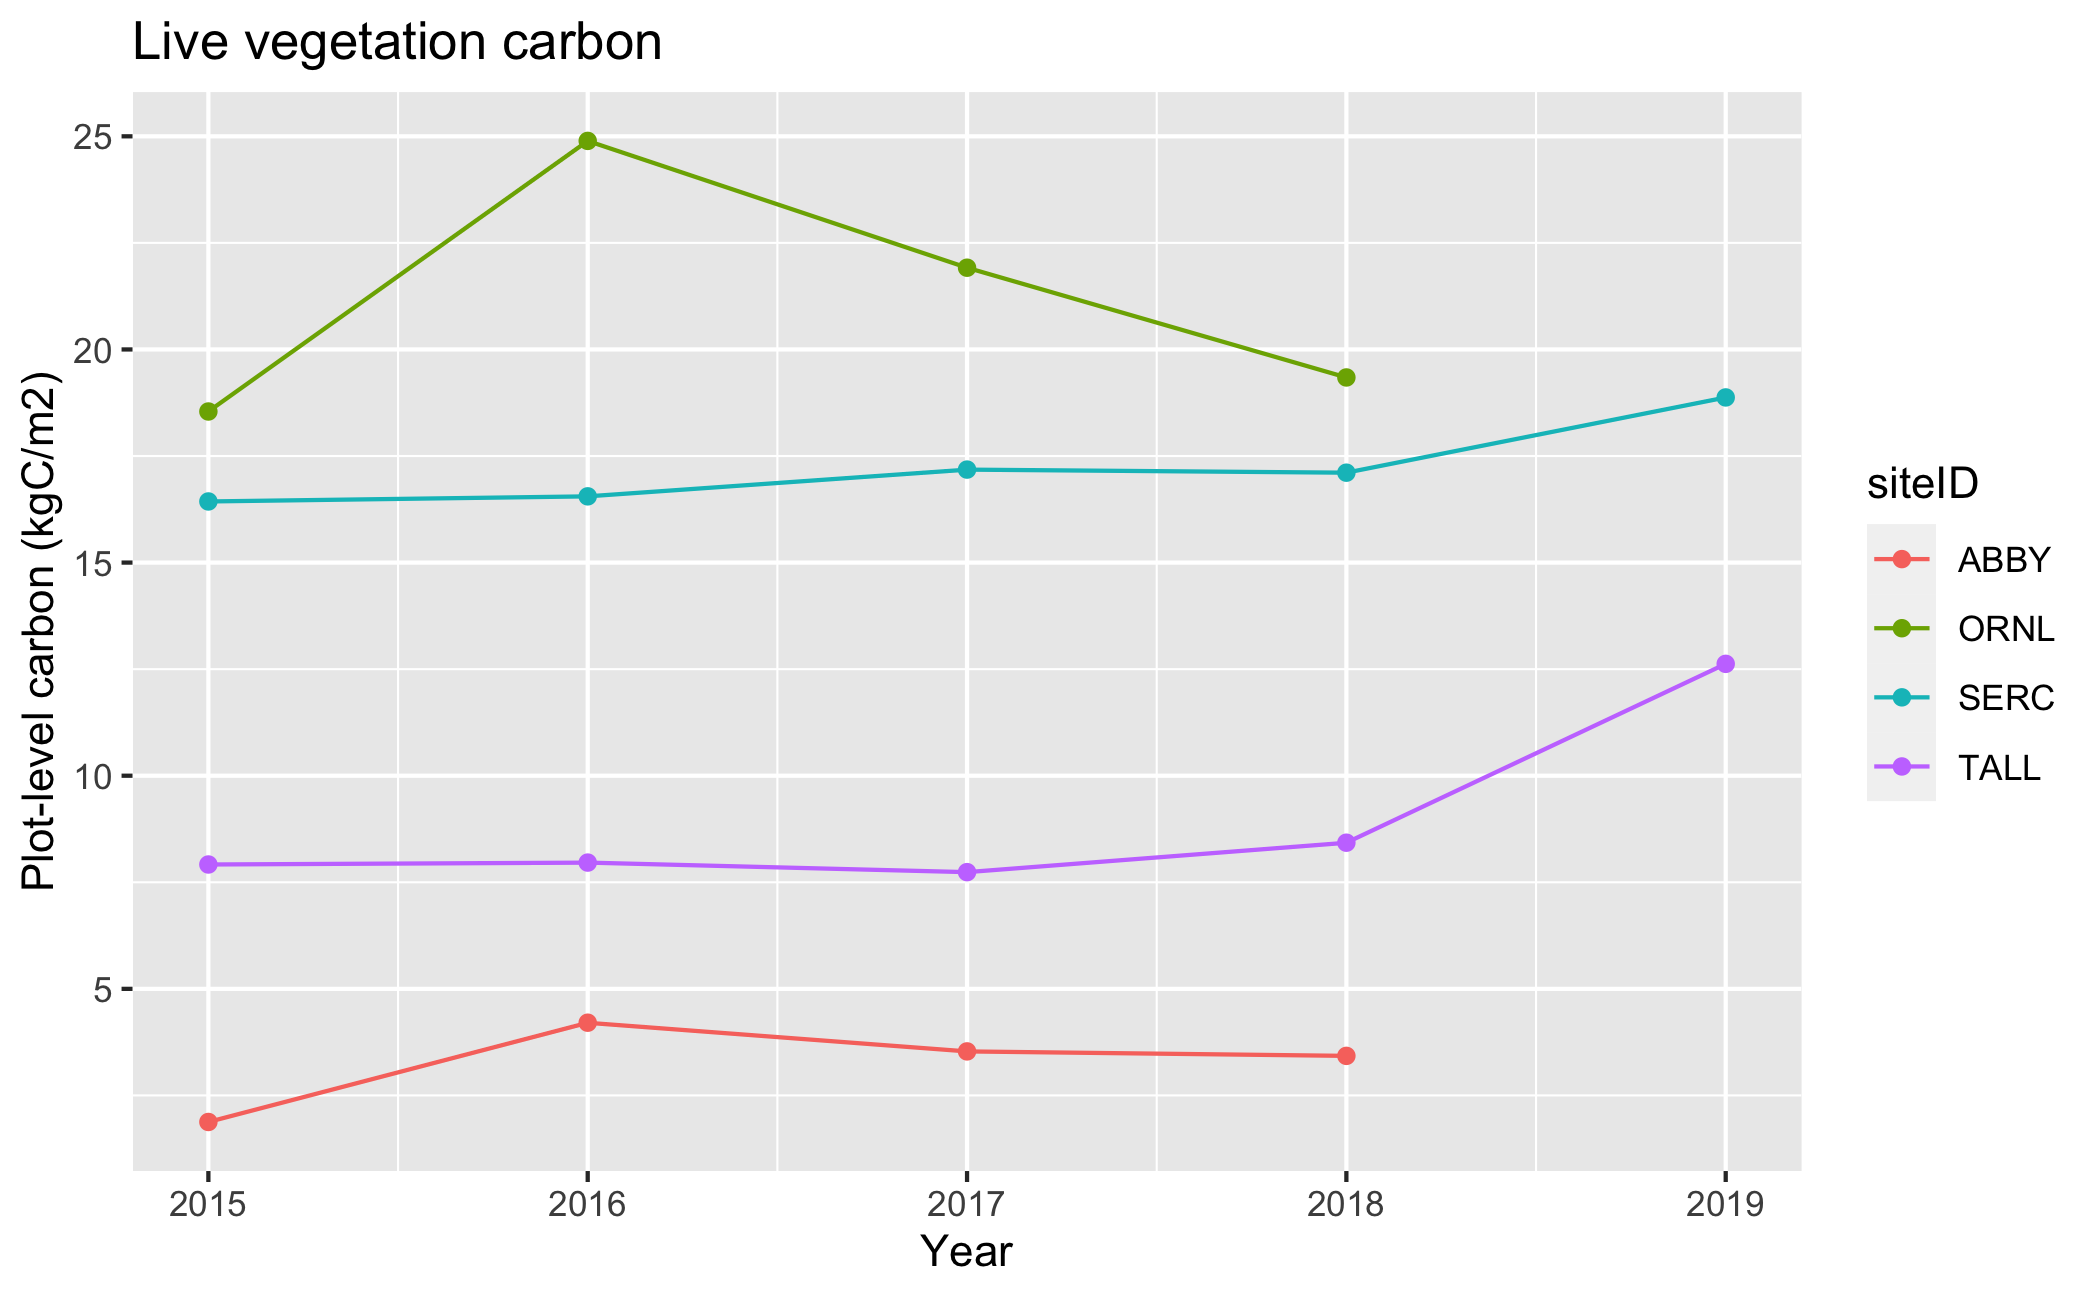 Live vegetation carbon
Plot-level carbon (kgC/m2)
25
20
15
10
5
2015 2016 2017 2018 2019
Year
siteID
ABBY
ORNL
SERC
TALL